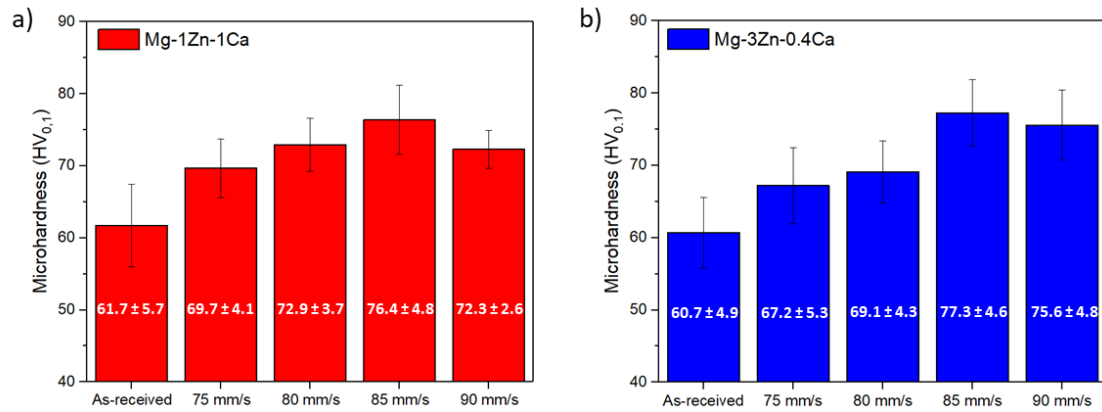 a)
Mg-1Zn-1Ca
Microhardness (HV0,1)
90
80
70
60
50
40
61.7 ± 5.7
69.7 ± 4.1
72.9 ± 3.7
76.4 ± 4.8
72.3 ± 2.6
As-received
75 mm/s
80 mm/s
85 mm/s
90 mm/s
b)
Mg-3Zn-0.4Ca
Microhardness (HV0.1)
90
80
70
60
50
40
60.7 ± 4.9
67.2 ± 5.3
69.1 ± 4.3
77.3 ± 4.6
75.6 ± 4.8
As-received
75 mm/s
80 mm/s
85 mm/s
90 mm/s